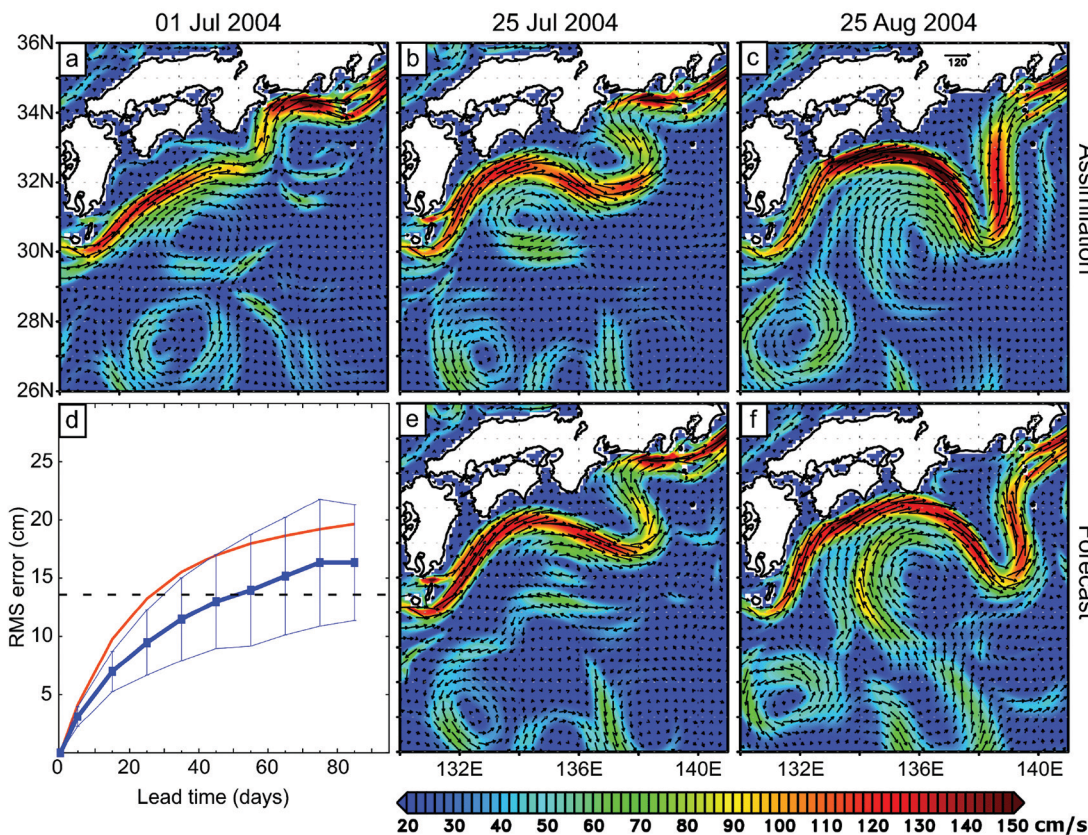 01 Jul 2004 25 Jul 2004 25 Aug 2004
36N a b c 120
34N
32N
30N
28N
26N
Assimilation
d e f
25
20
15
10
5
RMS error (cm)
0 20 40 60 80
Lead time (days)
132E 136E 140E 132E 136E 140E
Forecast
20 30 40 50 60 70 80 90 100 110 120 130 140 150 cm/s